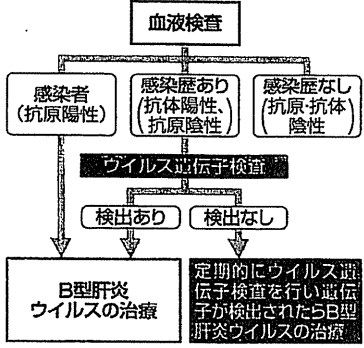 血液検査
感染者
(抗原陽性)
感染歴あり
(抗体陽性、
抗原陰性)
感染歴なし
(抗原・抗体
陰性)
ウイルス遺伝子検査
検出あり
検出なし
B型肝炎
ウイルスの治療
定期的にウイルス遺
伝子検査を行い遺伝
子が検出されたらB型
肝炎ウイルスの治療